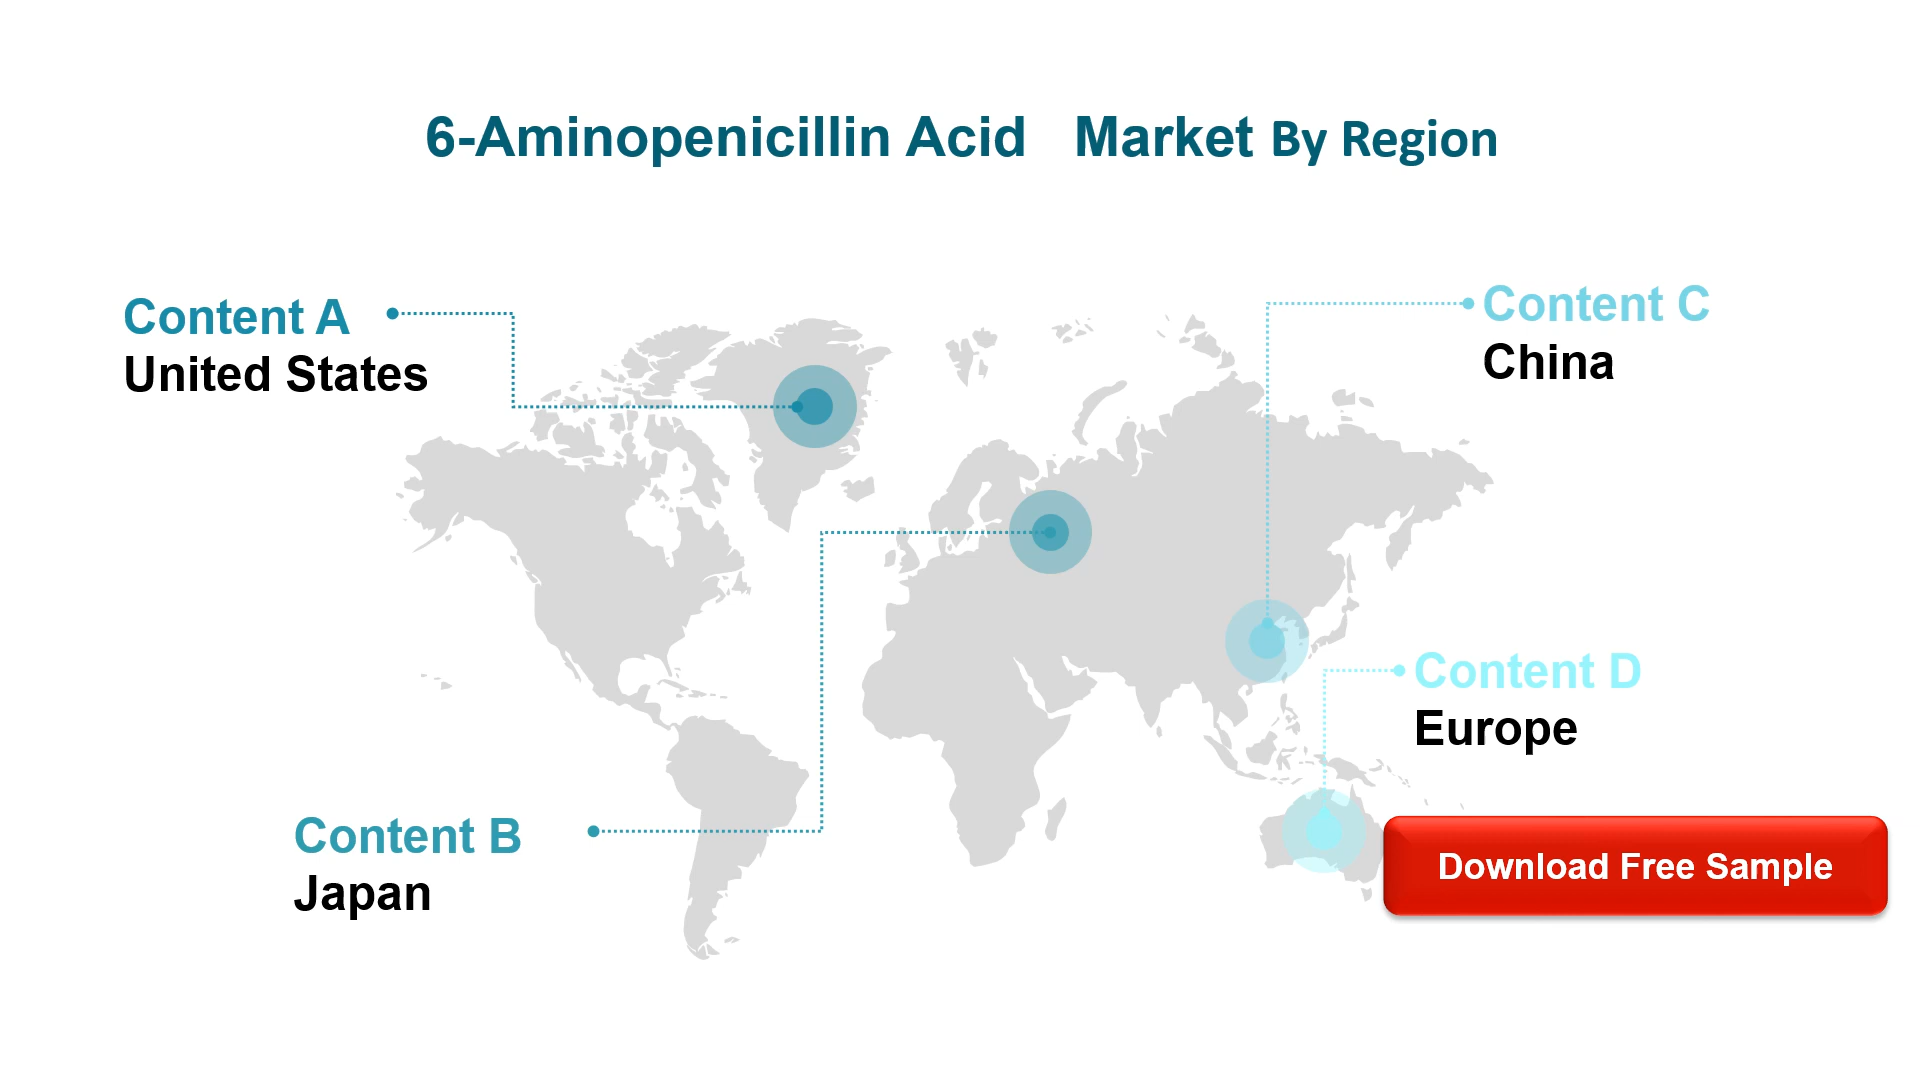 6-Aminopenicillin Acid   Market By Region
Content A
United States
Content C
China
Content D
Europe
Content B
Japan
Download Free Sample